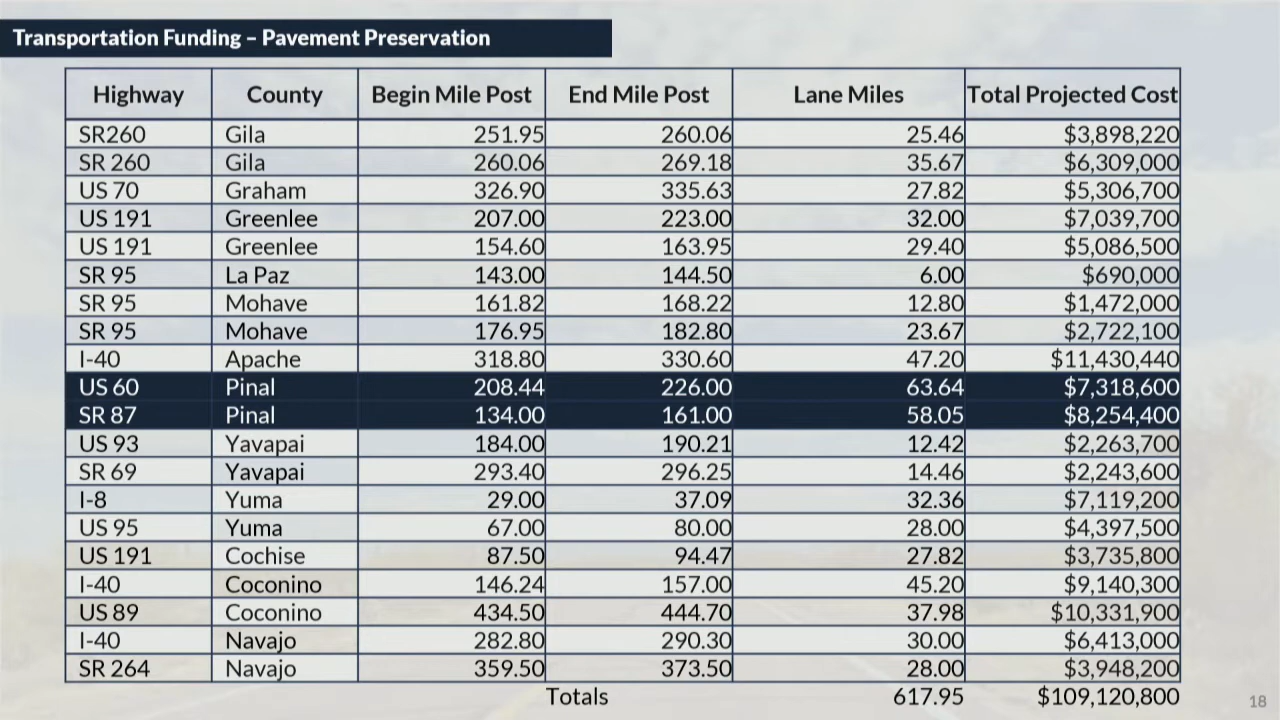 Transportation Funding – Pavement Preservation
Highway County Begin Mile Post End Mile Post Lane Miles Total Projected Cost
SR260 Gila 251.95 260.06 25.46 $3,898,220
SR 260 Gila 260.06 269.18 35.67 $6,309,000
US 70 Graham 326.90 335.63 27.82 $5,306,700
US 191 Greenlee 207.00 223.00 32.00 $7,039,700
US 191 Greenlee 154.60 163.95 29.40 $5,086,500
SR 95 La Paz 143.00 144.50 6.00 $690,000
SR 95 Mohave 161.82 168.22 12.80 $1,472,000
SR 95 Mohave 176.95 182.80 23.67 $2,722,100
I-40 Apache 318.80 330.60 47.20 $11,430,440
US 60 Pinal 208.44 226.00 63.64 $7,318,600
SR 87 Pinal 134.00 161.00 58.05 $8,254,400
US 93 Yavapai 184.00 190.21 12.42 $2,263,700
SR 69 Yavapai 293.40 296.25 14.46 $2,243,600
I-8 Yuma 29.00 37.09 32.36 $7,119,200
US 95 Yuma 67.00 80.00 28.00 $4,397,500
US 191 Cochise 87.50 94.47 27.82 $3,735,800
I-40 Coconino 146.24 157.00 45.20 $9,140,300
US 89 Coconino 434.50 444.70 37.98 $10,331,900
I-40 Navajo 282.80 290.30 30.00 $6,413,000
SR 264 Navajo 359.50 373.50 28.00 $3,948,200
Totals 617.95 $109,120,800
18